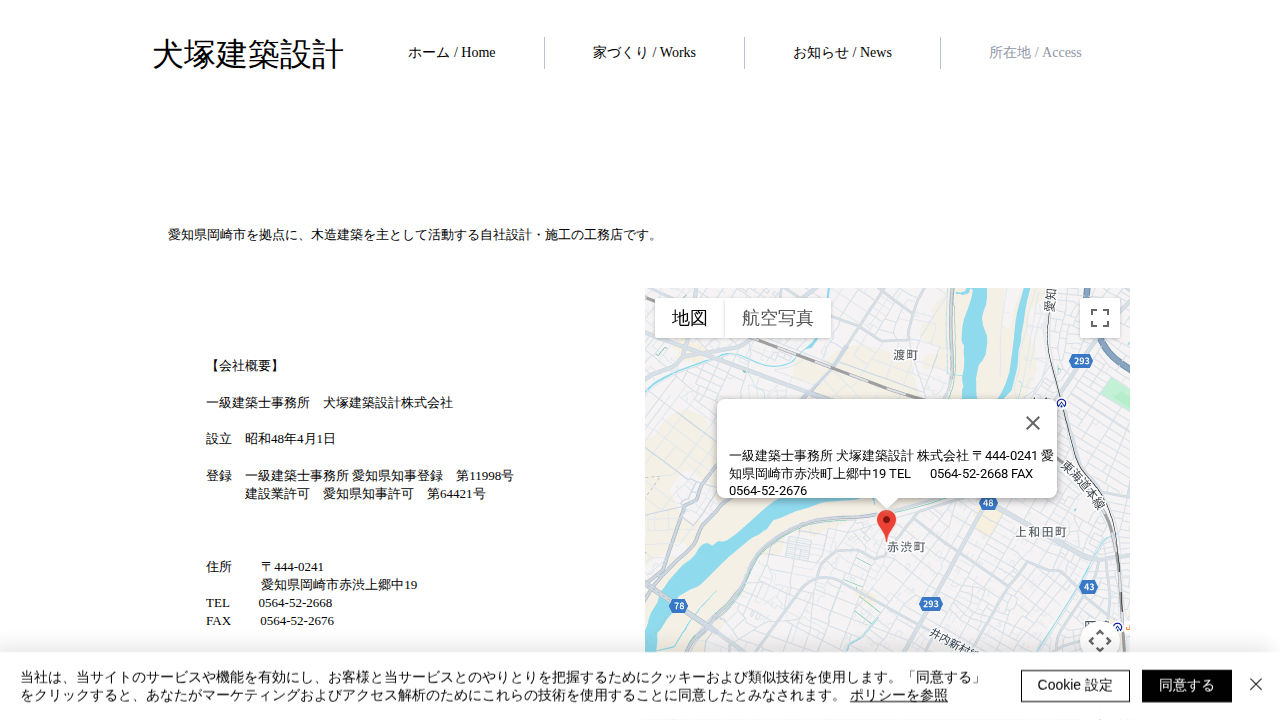 犬塚建築設計
ホーム / Home
家づくり / Works
お知らせ / News
所在地 / Access
愛知県岡崎市を拠点に、木造建築を主として活動する自社設計・施工の工務店です。
【会社概要】
一級建築士事務所　犬塚建築設計株式会社
設立　昭和48年4月1日
登録　一級建築士事務所 愛知県知事登録　第11998号
建設業許可　愛知県知事許可　第64421号
住所　　〒444-0241
愛知県岡崎市赤渋上郷中19
TEL　　0564-52-2668
FAX　　0564-52-2676
地図
航空写真
渡町
293
一級建築士事務所 犬塚建築設計 株式会社 〒444-0241 愛
知県岡崎市赤渋町上郷中19 TEL　 0564-52-2668 FAX
0564-52-2676
東海道本線
48
上和田町
赤渋町
43
78
293
井内新村線
当社は、当サイトのサービスや機能を有効にし、お客様と当サービスとのやりとりを把握するためにクッキーおよび類似技術を使用します。「同意する」
をクリックすると、あなたがマーケティングおよびアクセス解析のためにこれらの技術を使用することに同意したとみなされます。 ポリシーを参照
Cookie 設定
同意する